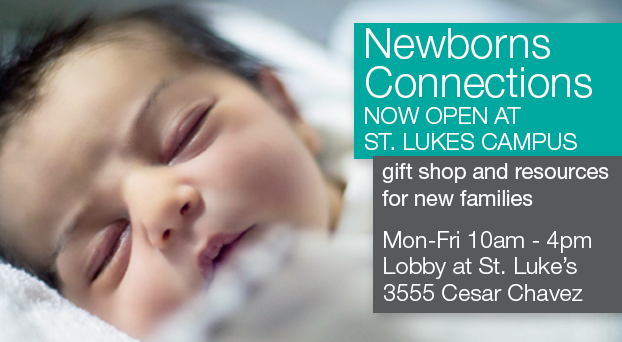 Newborns
Connections
NOW OPEN AT
ST. LUKES CAMPUS
gift shop and resources
for new families
Mon-Fri 10am - 4pm
Lobby at St. Luke's
3555 Cesar Chavez